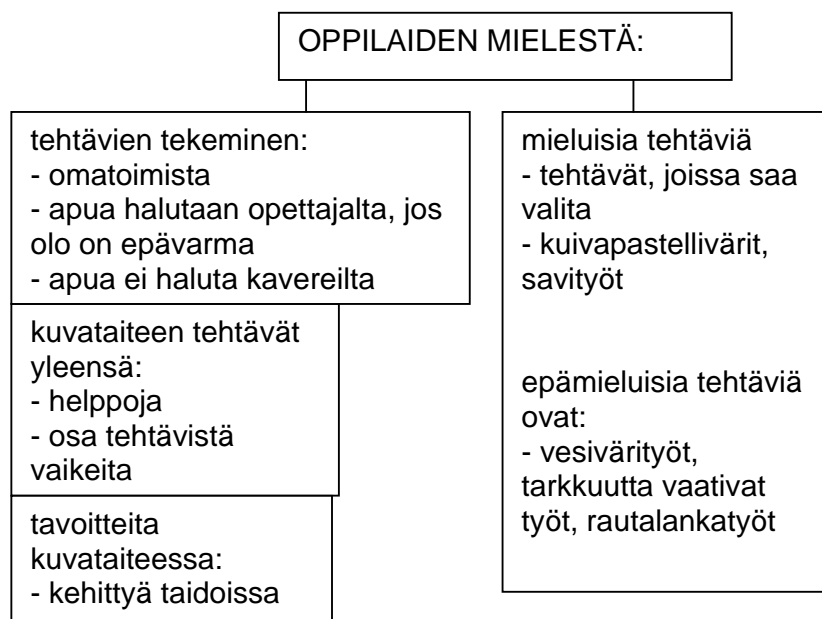 OPPILAIDEN MIELESTÄ:
tehtävien tekeminen:
- omatoimista
- apua halutaan opettajalta, jos
olo on epävarma
- apua ei haluta kavereilta
kuvataiteen tehtävät
yleensä:
- helppoja
- osa tehtävistä
vaikeita
tavoitteita
kuvataiteessa:
- kehittyä taidoissa
mieluisia tehtäviä
- tehtävät, joissa saa
valita
- kuivapastellivärit,
savityöt
epämieluisia tehtäviä
ovat:
- vesivärityöt,
tarkkuutta vaativat
työt, rautalankatyöt